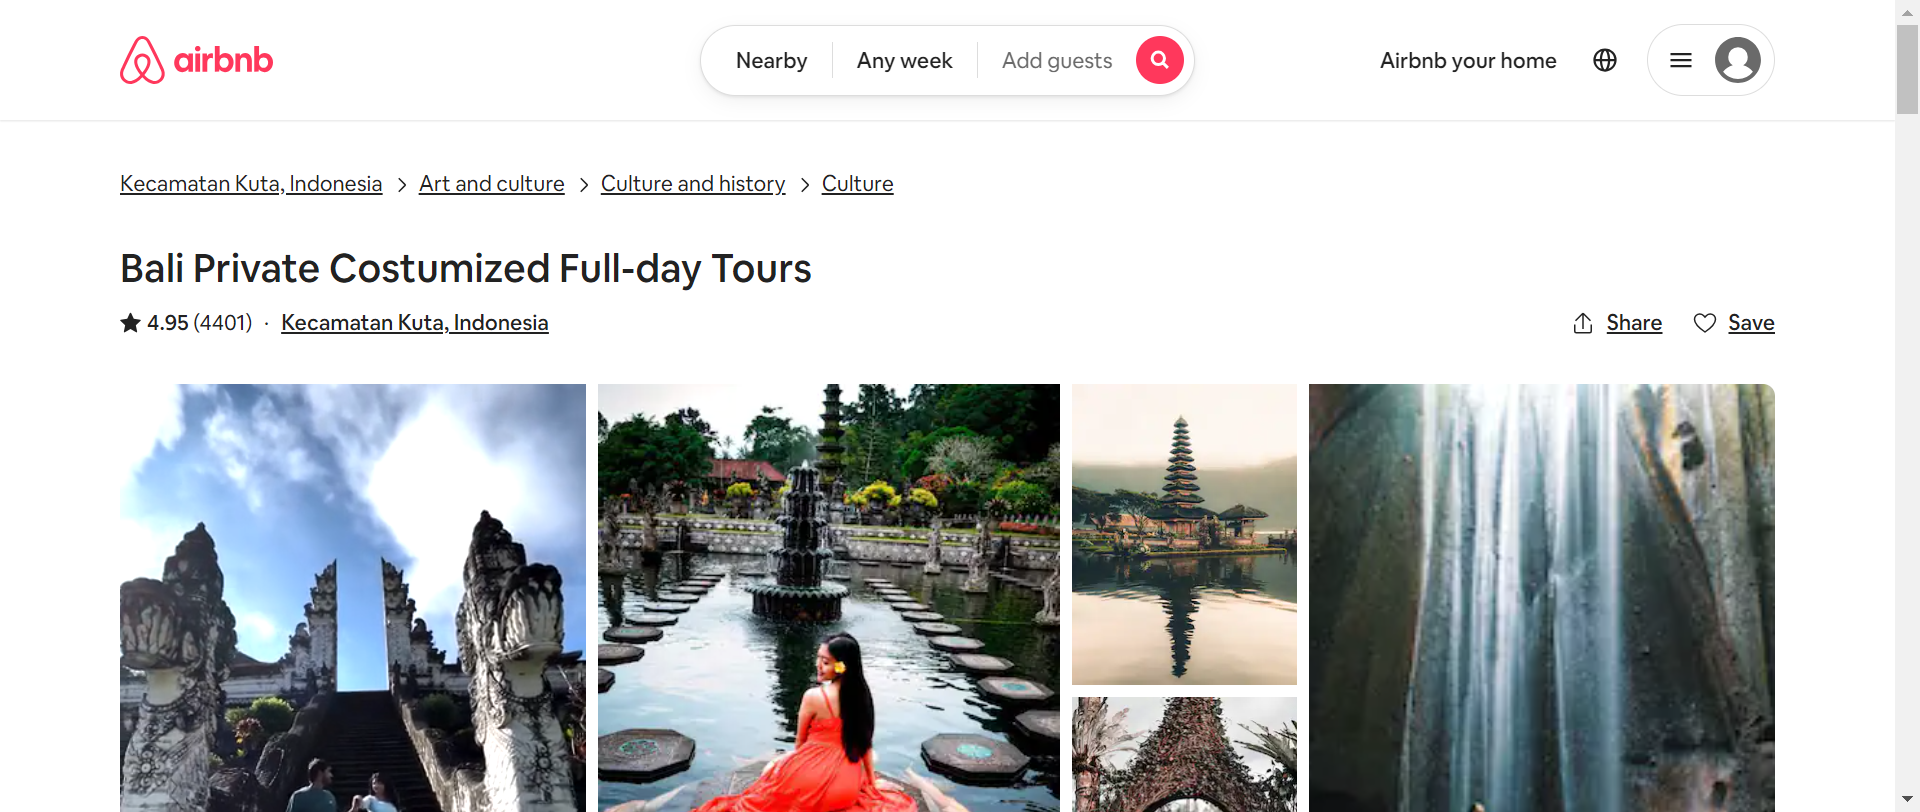 airbnb
Nearby
Any week
Add guests
Airbnb your home
Kecamatan Kuta, Indonesia > Art and culture > Culture and history > Culture
Bali Private Costumized Full-day Tours
4.95 (4401) · Kecamatan Kuta, Indonesia
Share
Save